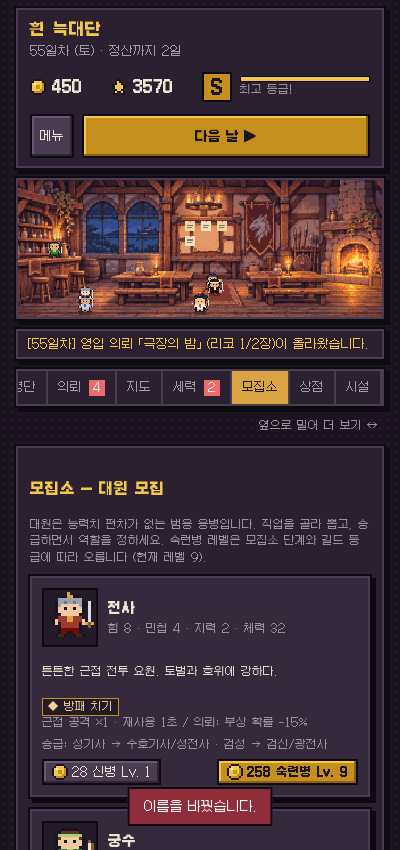 흰 늑대단
55일차 (토) · 정산까지 2일
450
3570
S
최고 등급!
메뉴
다음 날 ▶
[55일차] 영입 의뢰 「극장의 밤」 (리코 1/2장)이 올라왔습니다.
의뢰 4
지도
세력 2
모집소
상점
시설
옆으로 밀어 더 보기 ↔
모집소 — 대원 모집
대원은 능력치 편차가 없는 범용 용병입니다. 직업을 골라 뽑고, 승
급하면서 역할을 정하세요. 숙련병 레벨은 모집소 단계와 길드 등
급에 따라 오릅니다 (현재 레벨 9).
전사
힘 8 · 민첩 4 · 지력 2 · 체력 32
튼튼한 근접 전투 요원. 토벌과 호위에 강하다.
◆ 방패 치기
근접 공격 ×1 · 재사용 1초 / 의뢰: 부상 확률 -15%
승급: 성기사 → 수호기사/성전사 · 검성 → 검신/광전사
28 신병 Lv. 1
258 숙련병 Lv. 9
이름을 바꿨습니다.
궁수